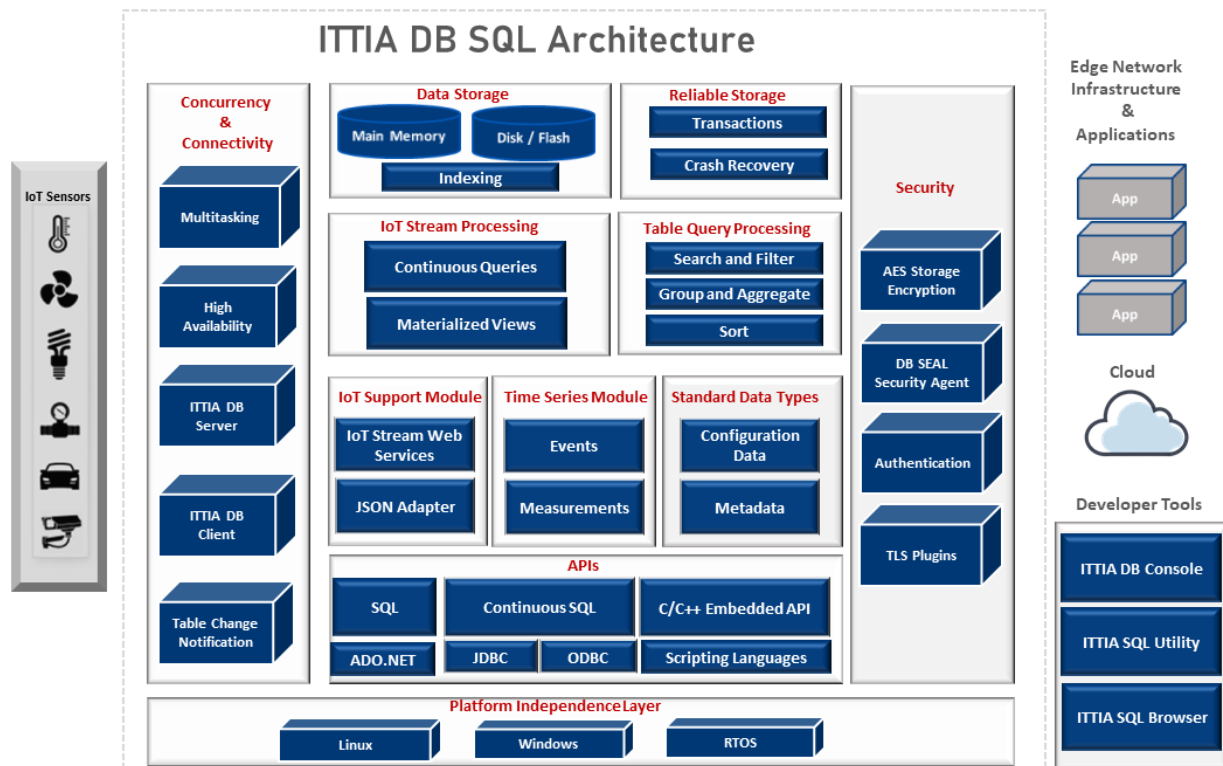 ITTIA DB SQL Architecture
IoT Sensors
Concurrency
&
Connectivity
Multitasking
High
Availability
ITTIA DB
Server
ITTIA DB
Client
Table Change
Notification
Data Storage
Main Memory
Disk / Flash
Indexing
Reliable Storage
Transactions
Crash Recovery
IoT Stream Processing
Continuous Queries
Materialized Views
Table Query Processing
Search and Filter
Group and Aggregate
Sort
IoT Support Module
IoT Stream Web
Services
JSON Adapter
Time Series Module
Events
Measurements
Standard Data Types
Configuration
Data
Metadata
APIs
SQL
Continuous SQL
C/C++ Embedded API
ADO.NET
JDBC
ODBC
Scripting Languages
Security
AES Storage
Encryption
DB SEAL
Security Agent
Authentication
TLS Plugins
Platform Independence Layer
Linux
Windows
RTOS
Edge Network
Infrastructure
&
Applications
App
App
App
Cloud
Developer Tools
ITTIA DB Console
ITTIA SQL Utility
ITTIA SQL Browser